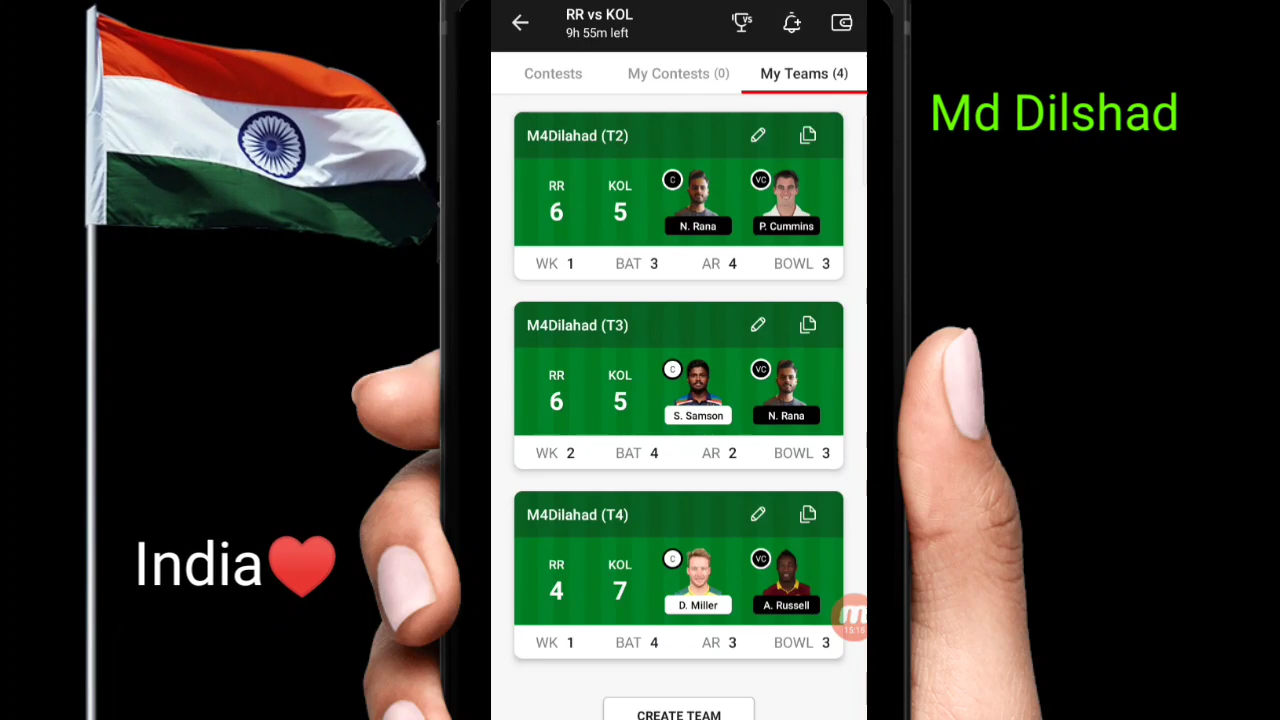 RR vs KOL
9h 55m left
VS
Contests
My Contests (0)
My Teams (4)
M4Dilahad (T2)
RR
KOL
6
5
C
VC
N. Rana
P. Cummins
WK 1
BAT 3
AR 4
BOWL 3
M4Dilahad (T3)
RR
KOL
6
5
C
VC
S. Samson
N. Rana
WK 2
BAT 4
AR 2
BOWL 3
M4Dilahad (T4)
RR
KOL
4
7
C
VC
D. Miller
A. Russell
WK 1
BAT 4
AR 3
BOWL 3
15:16
CREATE TEAM
Md Dilshad
India❤️